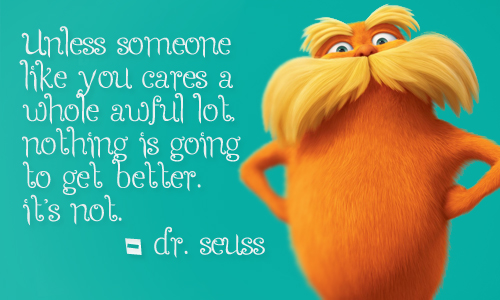 Unless someone
like you cares a
whole awful lot,
nothing is going
to get better.
it's not.
- dr. seuss